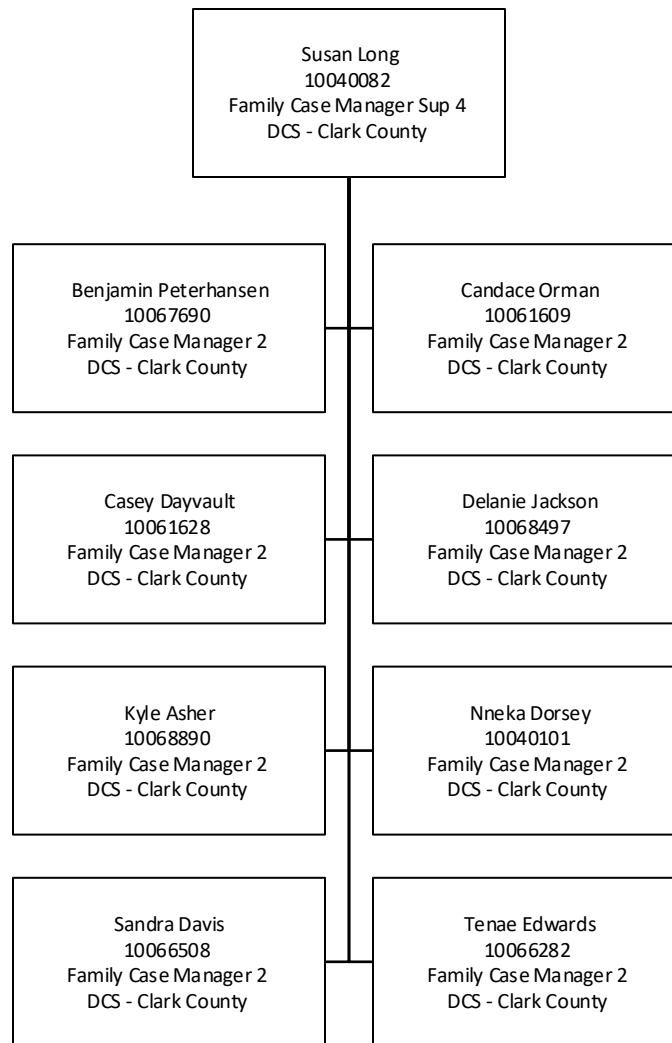 Susan Long
10040082
Family Case Manager Sup 4
DCS - Clark County
Benjamin Peterhansen
10067690
Family Case Manager 2
DCS - Clark County
Candace Orman
10061609
Family Case Manager 2
DCS - Clark County
Casey Dayvault
10061628
Family Case Manager 2
DCS - Clark County
Delanie Jackson
10068497
Family Case Manager 2
DCS - Clark County
Kyle Asher
10068890
Family Case Manager 2
DCS - Clark County
Nneka Dorsey
10040101
Family Case Manager 2
DCS - Clark County
Sandra Davis
10066508
Family Case Manager 2
DCS - Clark County
Tenae Edwards
10066282
Family Case Manager 2
DCS - Clark County